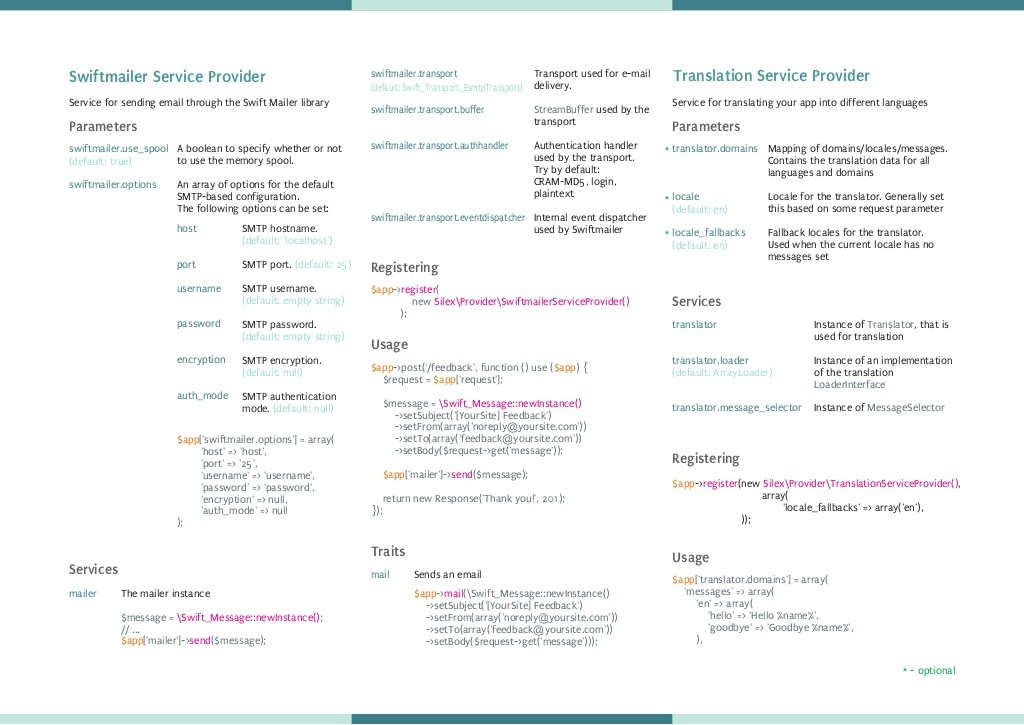 Swiftmailer Service Provider
Service for sending email through the Swift Mailer library
Parameters
swiftmailer.use_spool A boolean to specify whether or not
(default: true) to use the memory spool.
swiftmailer.options An array of options for the default
SMTP-based configuration.
The following options can be set:
host SMTP hostname.
(default: 'localhost')
port SMTP port. (default: 25 )
username SMTP username.
(default: empty string)
password SMTP password.
(default: empty string)
encryption SMTP encryption.
(default: null)
auth_mode SMTP authentication
mode. (default: null)
$app['swiftmailer.options'] = array(
'host' => 'host',
'port' => '25 ',
'username' => 'username',
'password' => 'password',
'encryption' => null,
'auth_mode' => null
);
Services
mailer The mailer instance
$message = \Swift_Message::newInstance();
// ...
$app['mailer']->send($message);
swiftmailer.transport Transport used for e-mail
(default: Swift_Transport_EsmtpTransport) delivery.
swiftmailer.transport.buffer StreamBuffer used by the
transport
swiftmailer.transport.authhandler Authentication handler
used by the transport.
Try by default:
CRAM-MD5 , login,
plaintext
swiftmailer.transport.eventdispatcher Internal event dispatcher
used by Swiftmailer
Registering
$app->register(
new Silex\Provider\SwiftmailerServiceProvider()
);
Usage
$app->post('/feedback', function () use ($app) {
$request = $app['request'];
$message = \Swift_Message::newInstance()
->setSubject('[YourSite] Feedback')
->setFrom(array('noreply@yoursite.com'))
->setTo(array('feedback@yoursite.com'))
->setBody($request->get('message'));
$app['mailer']->send($message);
return new Response('Thank you!', 201);
});
Traits
mail Sends an email
$app->mail(\Swift_Message::newInstance()
->setSubject('[YourSite] Feedback')
->setFrom(array('noreply@yoursite.com'))
->setTo(array('feedback@yoursite.com'))
->setBody($request->get('message')));
Translation Service Provider
Service for translating your app into different languages
Parameters
* translator.domains Mapping of domains/locales/messages.
Contains the translation data for all
languages and domains
* locale Locale for the translator. Generally set
(default: en) this based on some request parameter
* locale_fallbacks Fallback locales for the translator.
(default: en) Used when the current locale has no
messages set
Services
translator Instance of Translator, that is
used for translation
translator.loader Instance of an implementation
(default: ArrayLoader) of the translation
LoaderInterface
translator.message_selector Instance of MessageSelector
Registering
$app->register(new Silex\Provider\TranslationServiceProvider(),
array(
'locale_fallbacks' => array('en'),
));
Usage
$app['translator.domains'] = array(
'messages' => array(
'en' => array(
'hello' => 'Hello %name%',
'goodbye' => 'Goodbye %name%',
),
* - optional